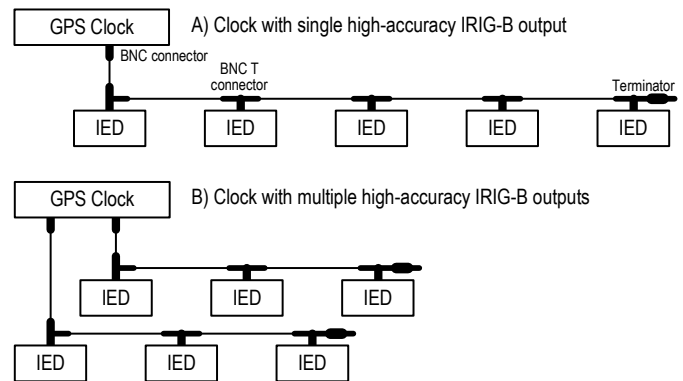 GPS Clock
A) Clock with single high-accuracy IRIG-B output
BNC connector
BNC T
connector
Terminator
IED
IED
IED
IED
IED
GPS Clock
B) Clock with multiple high-accuracy IRIG-B outputs
IED
IED
IED
IED
IED
IED